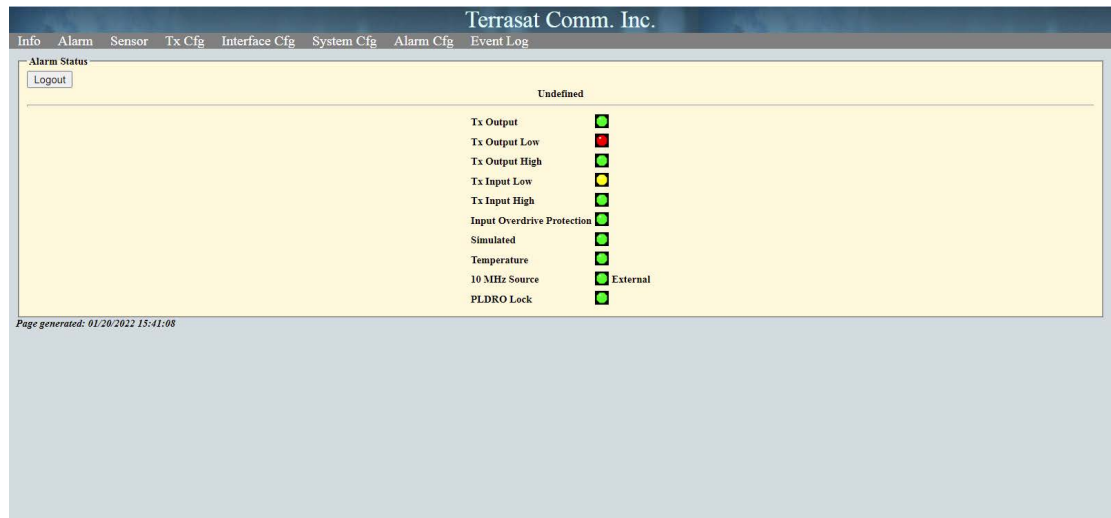 Terrasat Comm. Inc.
Info Alarm Sensor Tx Cfg Interface Cfg System Cfg Alarm Cfg Event Log
Alarm Status
Logout
Undefined
Tx Output
Tx Output Low
Tx Output High
Tx Input Low
Tx Input High
Input Overdrive Protection
Simulated
Temperature
10 MHz Source External
PLDRO Lock
Page generated: 01/20/2022 15:41:08